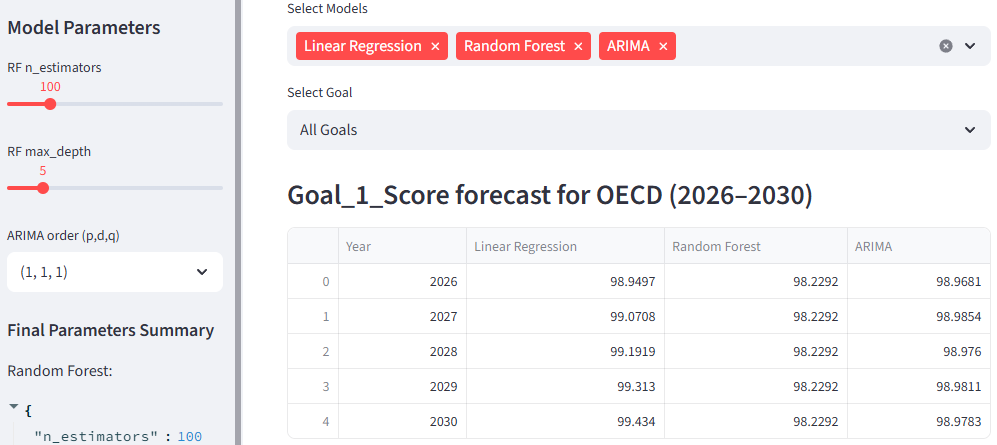 Model Parameters
RF n_estimators
100
RF max_depth
5
ARIMA order (p,d,q)
(1, 1, 1)
Final Parameters Summary
Random Forest:
{
"n_estimators" : 100
Select Models
Linear Regression × Random Forest × ARIMA ×
Select Goal
All Goals
Goal_1_Score forecast for OECD (2026–2030)
Year Linear Regression Random Forest ARIMA
0 2026 98.9497 98.2292 98.9681
1 2027 99.0708 98.2292 98.9854
2 2028 99.1919 98.2292 98.976
3 2029 99.313 98.2292 98.9811
4 2030 99.434 98.2292 98.9783